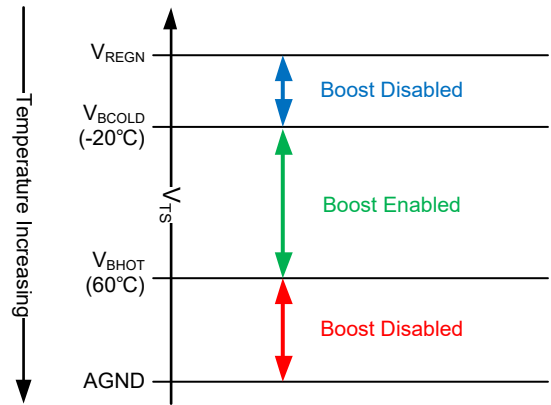 Temperature Increasing
VREGN
Boost Disabled
VBCOLD
(-20℃)
VTS
Boost Enabled
VBHOT
(60℃)
Boost Disabled
AGND